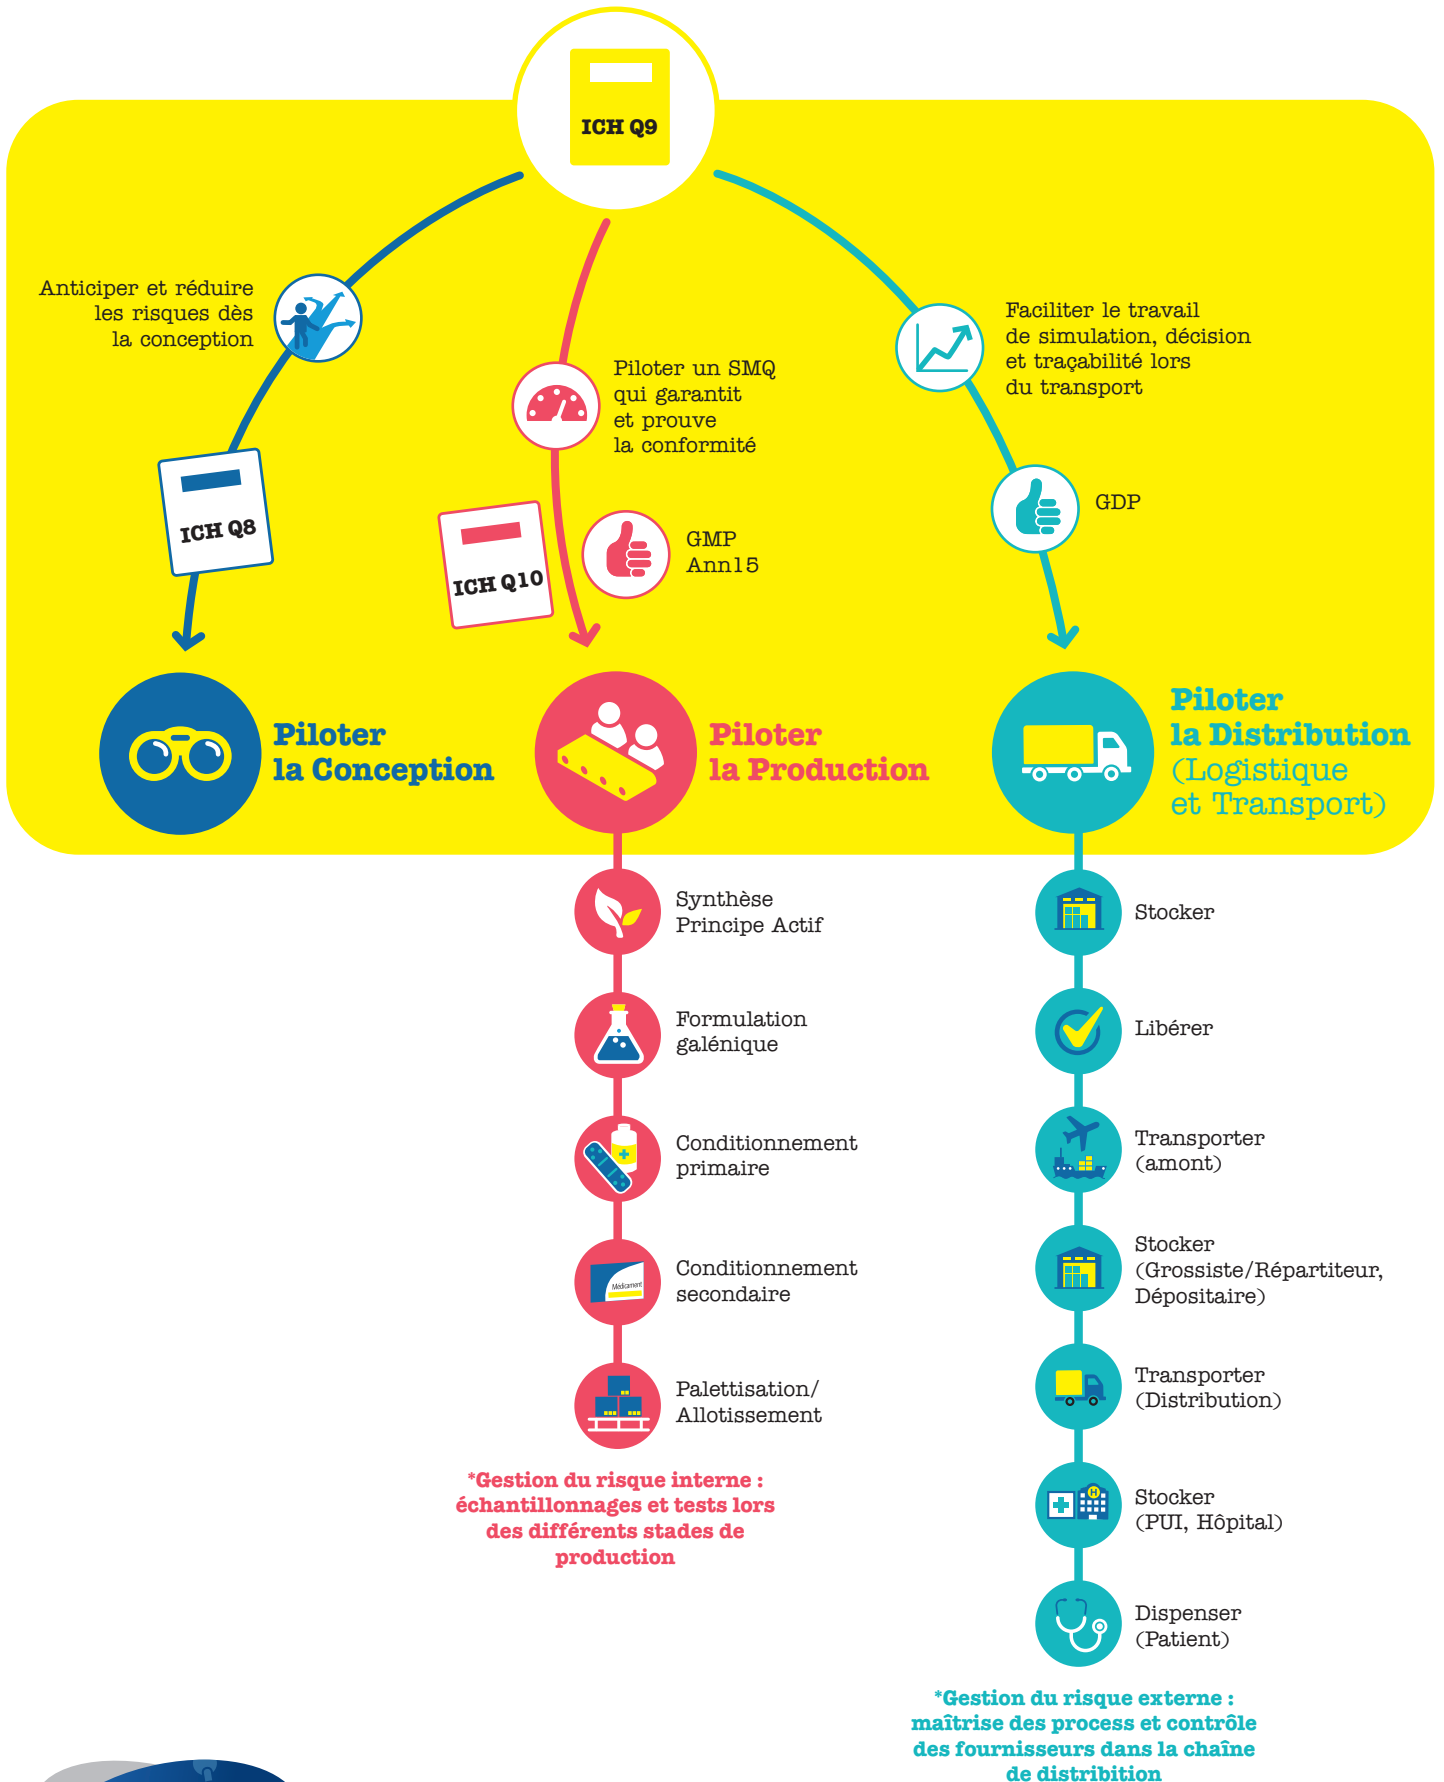 ICH Q9
Anticiper et réduire
les risques dès
la conception
ICH Q8
Piloter
la Conception
Piloter un SMQ
qui garantit
et prouve
la conformité
ICH Q10
GMP
Ann15
Piloter
la Production
Faciliter le travail
de simulation, décision
et traçabilité lors
du transport
GDP
Piloter
la Distribution
(Logistique
et Transport)
Synthèse
Principe Actif
Formulation
galénique
Conditionnement
primaire
Médicament
Conditionnement
secondaire
Palettisation/
Allotissement
*Gestion du risque interne :
échantillonnages et tests lors
des différents stades de
production
Stocker
Libérer
Transporter
(amont)
Stocker
(Grossiste/Répartiteur,
Dépositaire)
Transporter
(Distribution)
H
Stocker
(PUI, Hôpital)
Dispenser
(Patient)
*Gestion du risque externe :
maîtrise des process et contrôle
des fournisseurs dans la chaîne
de distribition